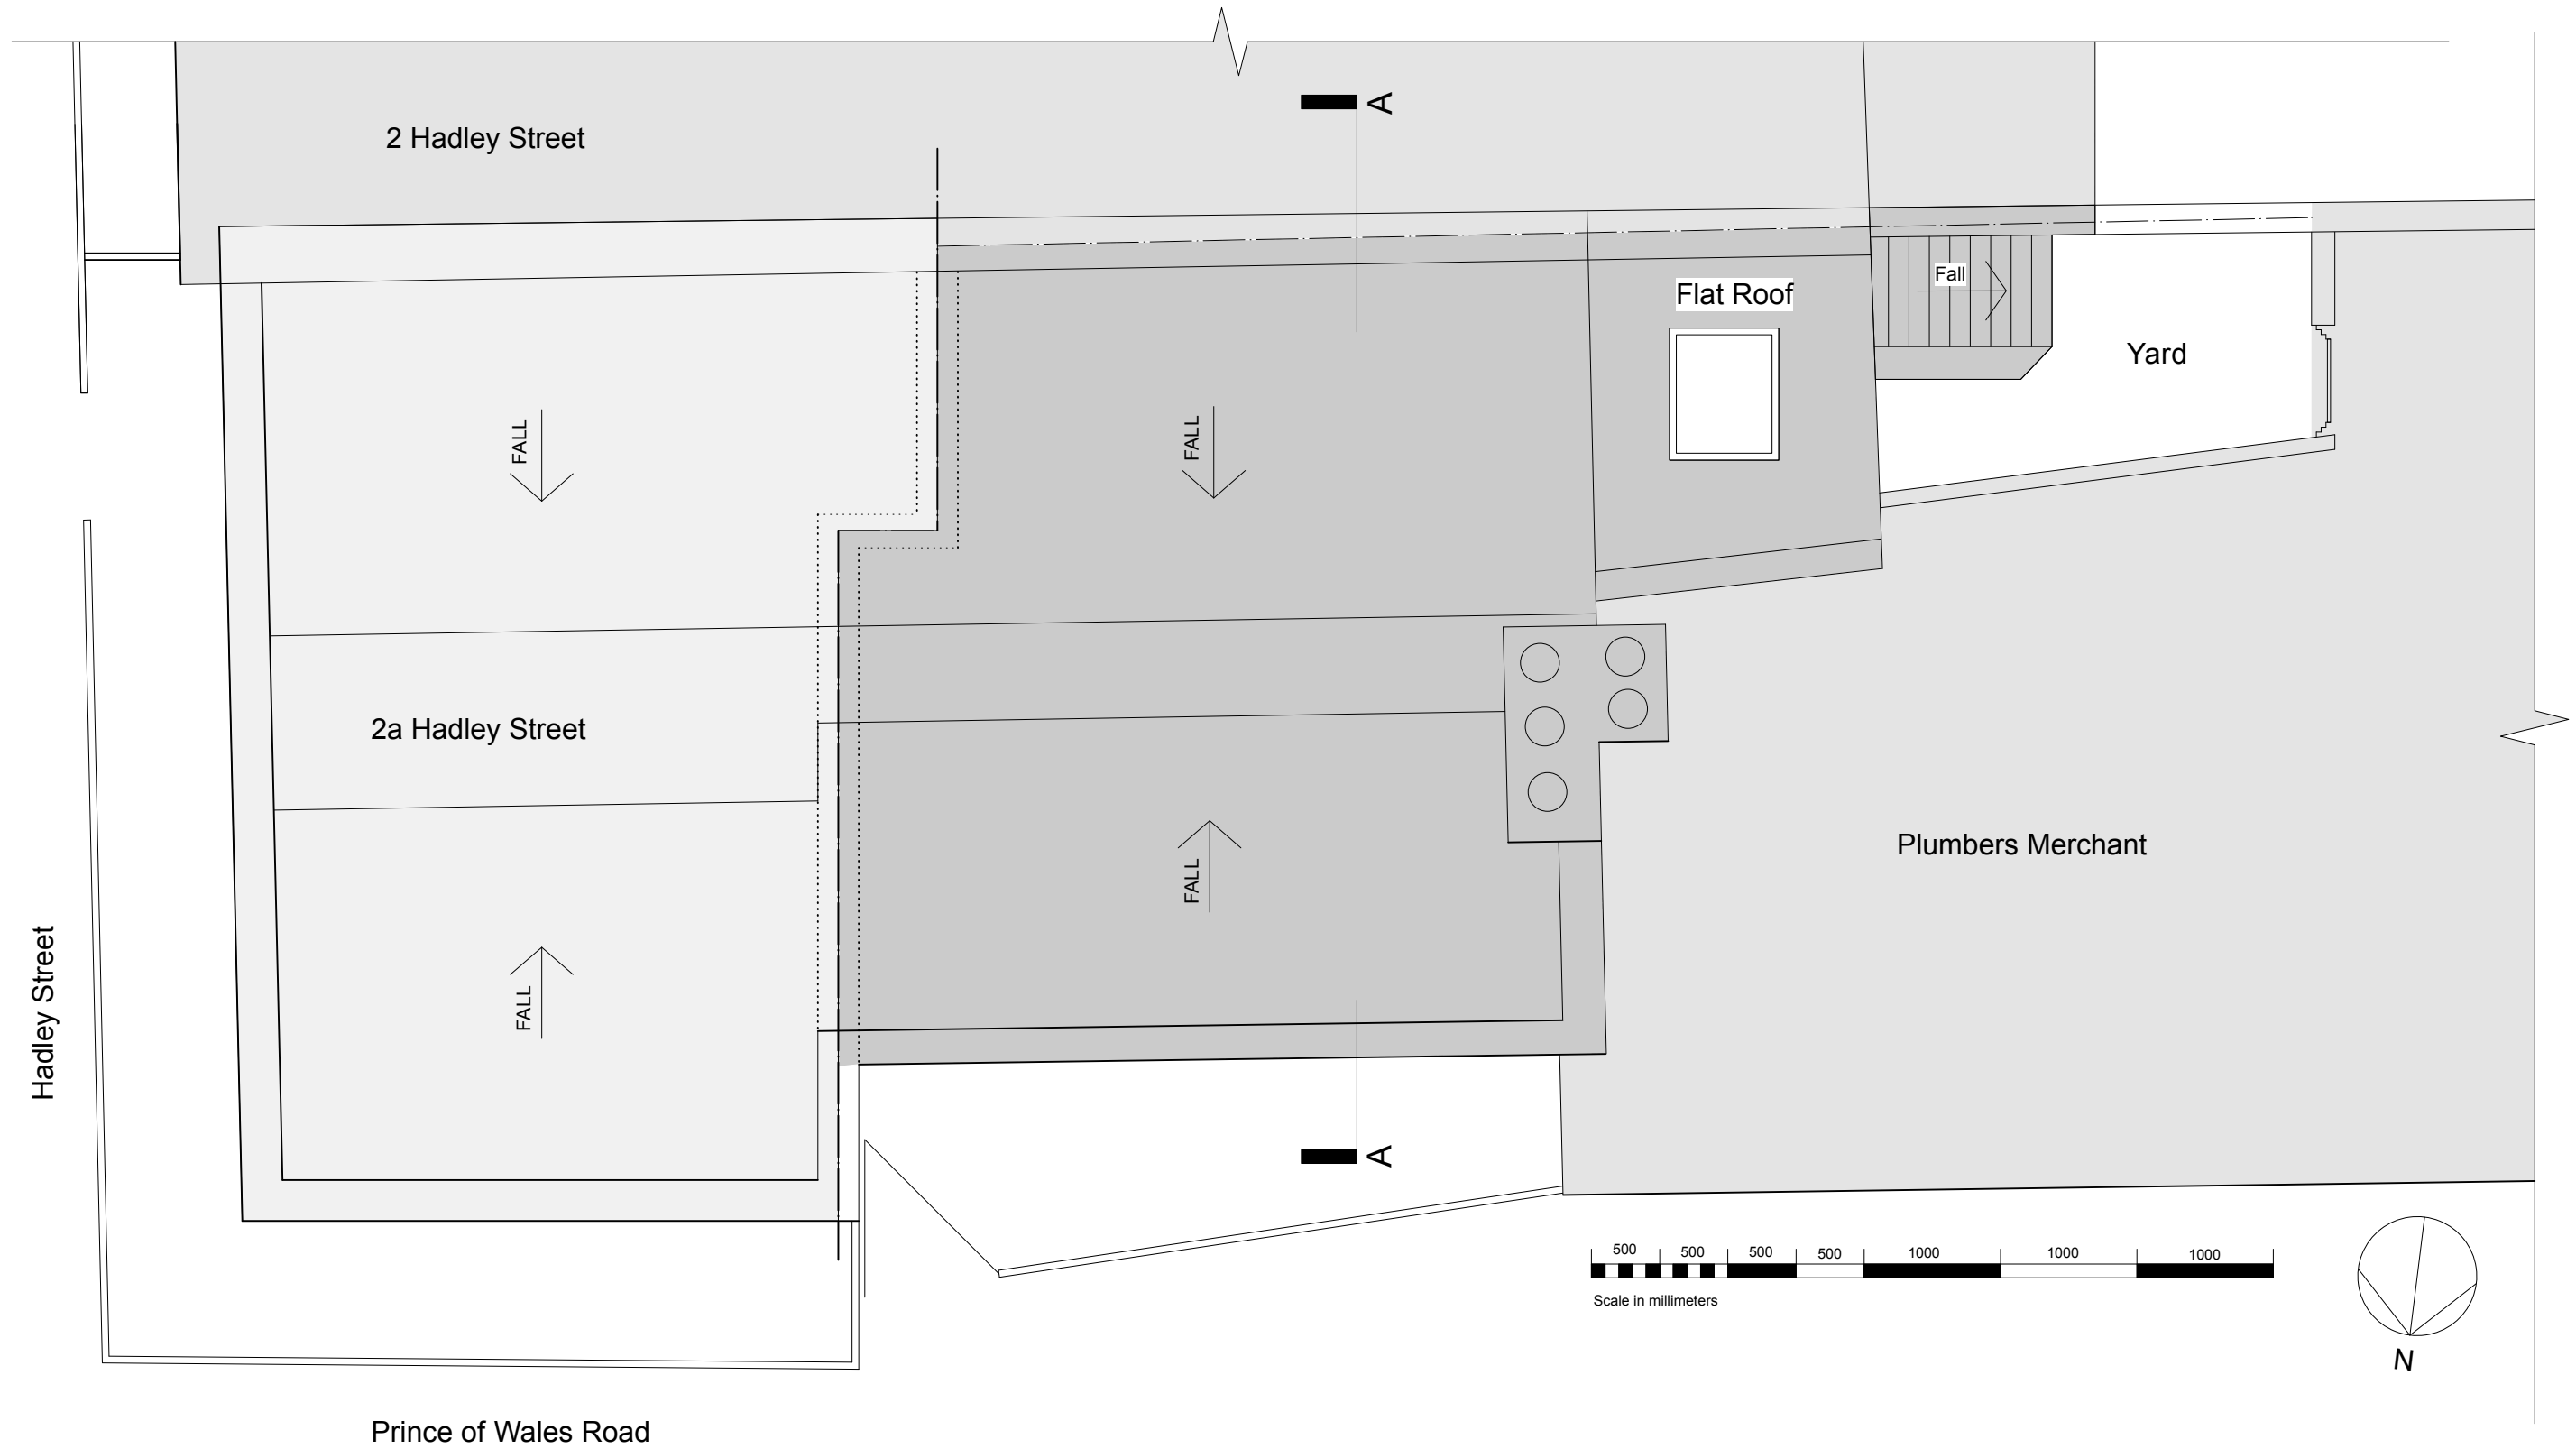 A
2 Hadley Street
Fall
Flat Roof
Yard
FALL
FALL
2a Hadley Street
Plumbers Merchant
FALL
FALL
Hadley Street
A
500 500 500 500 1000 1000 1000
Scale in millimeters
N
Prince of Wales Road